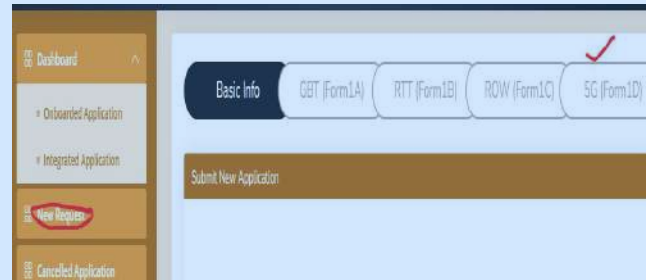 Dashboard
Onboarded Application
Integrated Application
New Request
Cancelled Application
Basic Info
GBT (Form1A)
RTT (Form1B)
ROW (Form1C)
5G (Form1D)
Submit New Application